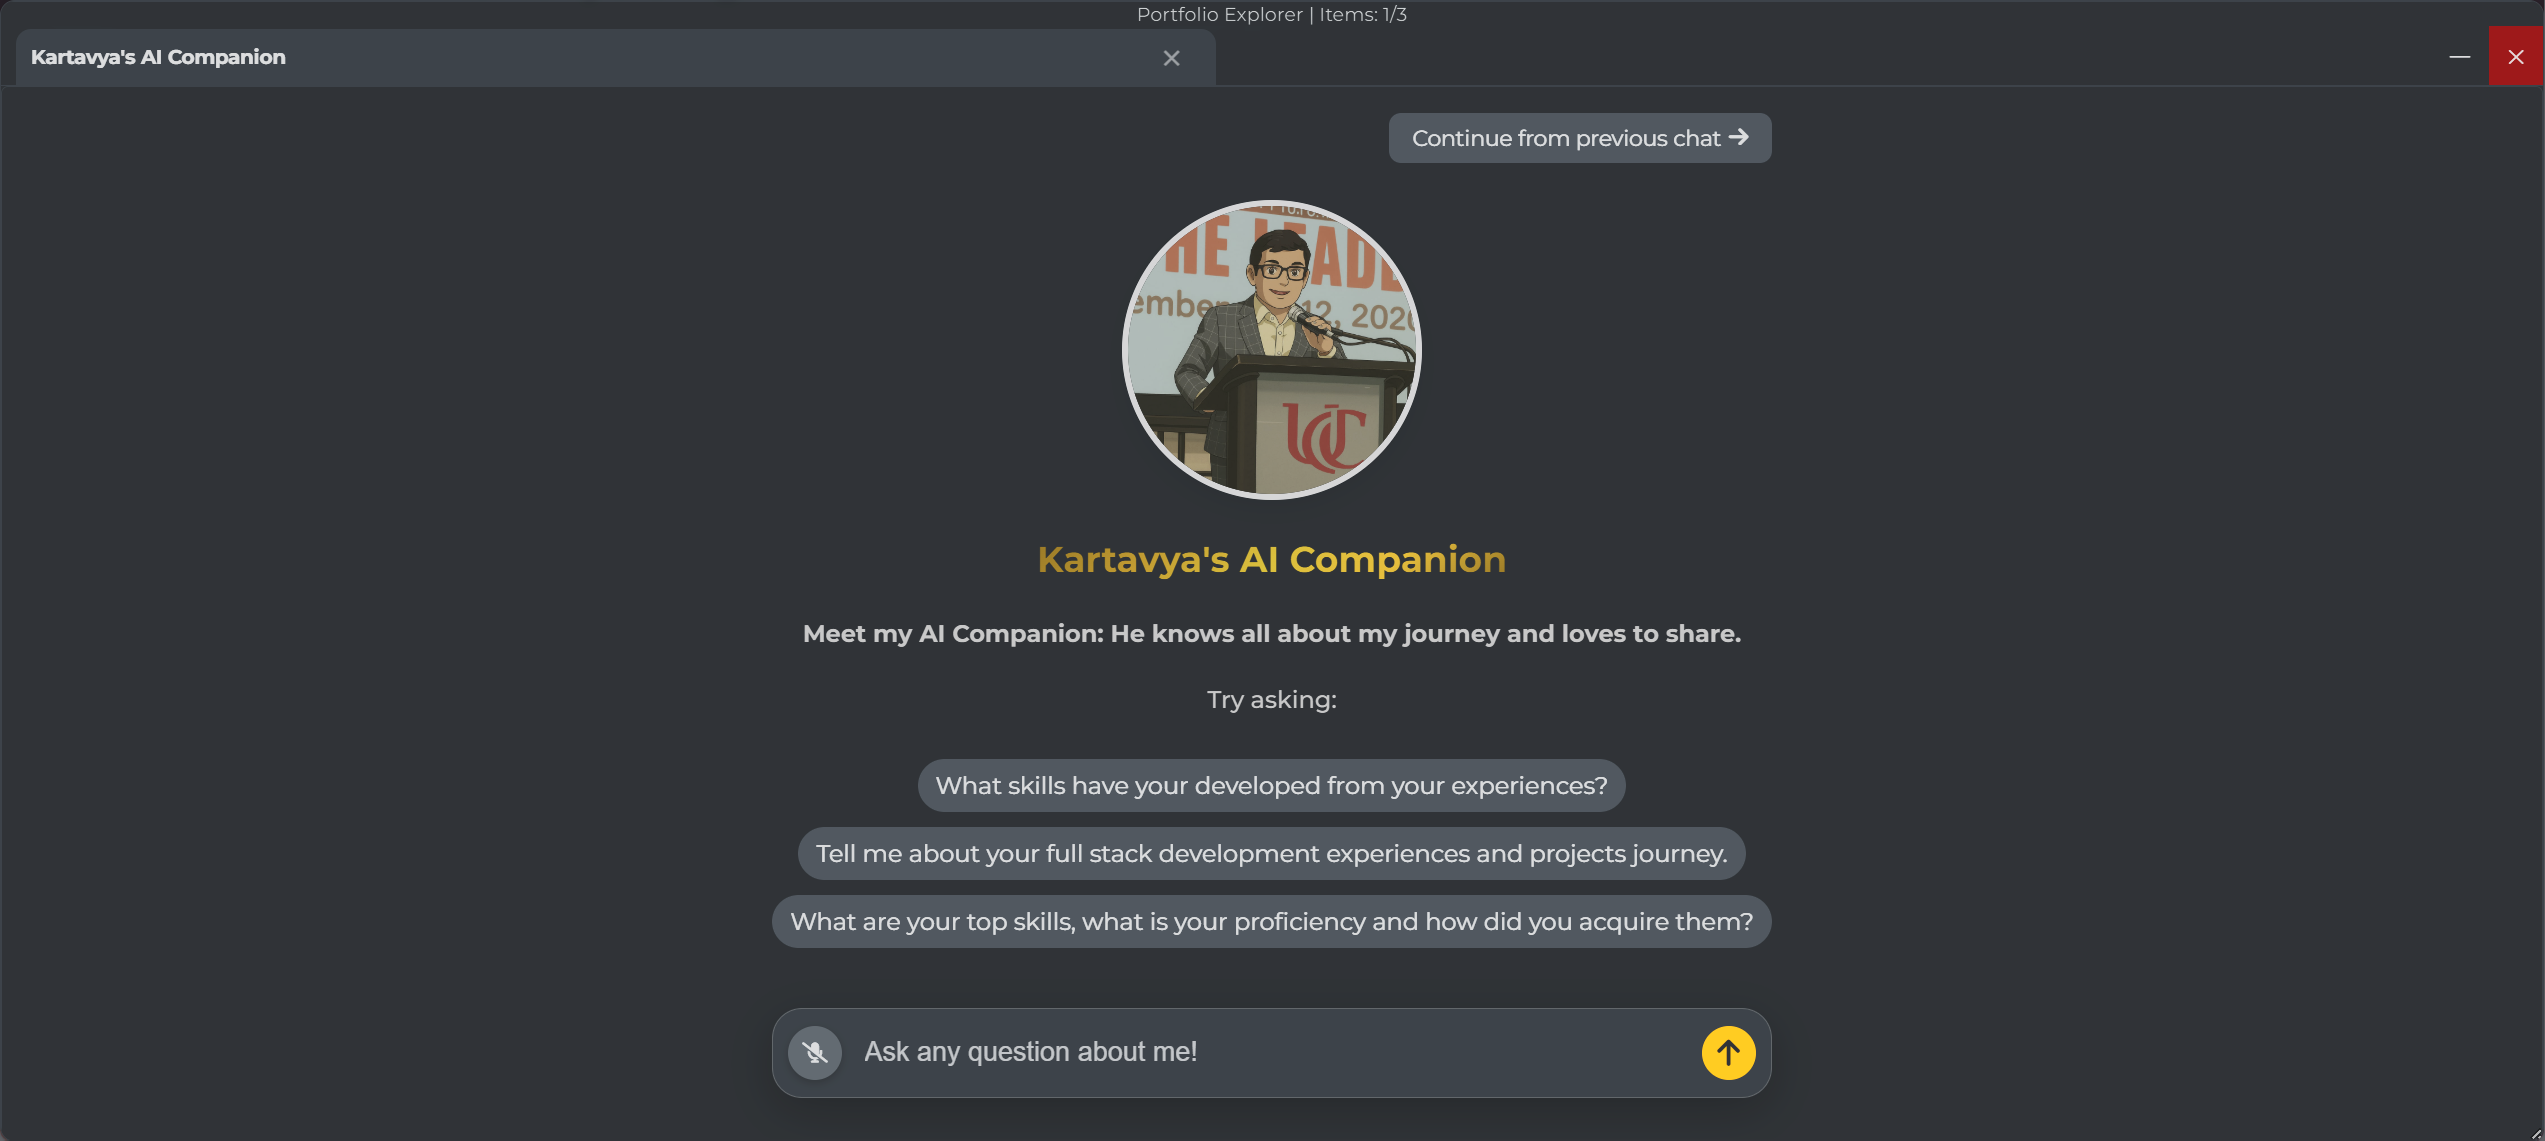 Portfolio Explorer | Items: 1/3
Kartavya's AI Companion
Continue from previous chat
HE LEAD
12, 202
UC
Kartavya's AI Companion
Meet my AI Companion: He knows all about my journey and loves to share.
Try asking:
What skills have your developed from your experiences?
Tell me about your full stack development experiences and projects journey.
What are your top skills, what is your proficiency and how did you acquire them?
Ask any question about me!